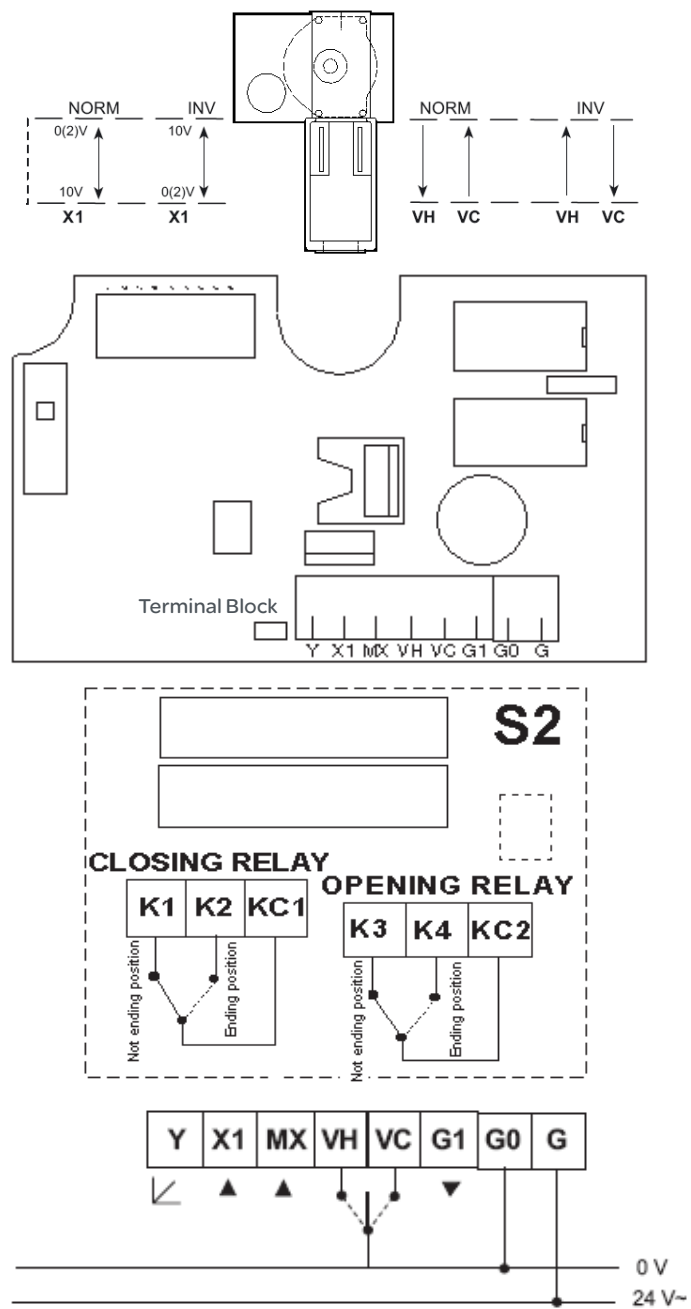 NORM INV NORM INV
0(2)V 10V
10V 0(2)V
X1 X1 VH VC VH VC
Terminal Block
Y X1 MX VH VC G1 G0 G
S2
CLOSING RELAY
K1 K2 KC1
Not ending position
Ending position
OPENING RELAY
K3 K4 KC2
Not ending position
Ending position
Y X1 MX VH VC G1 G0 G
0 V
24 V~